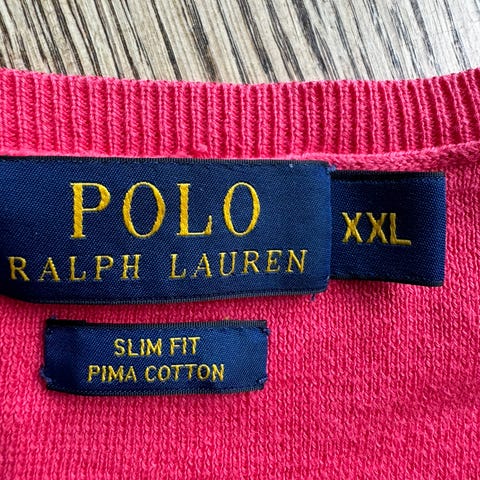 POLO
RALPH LAUREN
XXL
SLIM FIT
PIMA COTTON